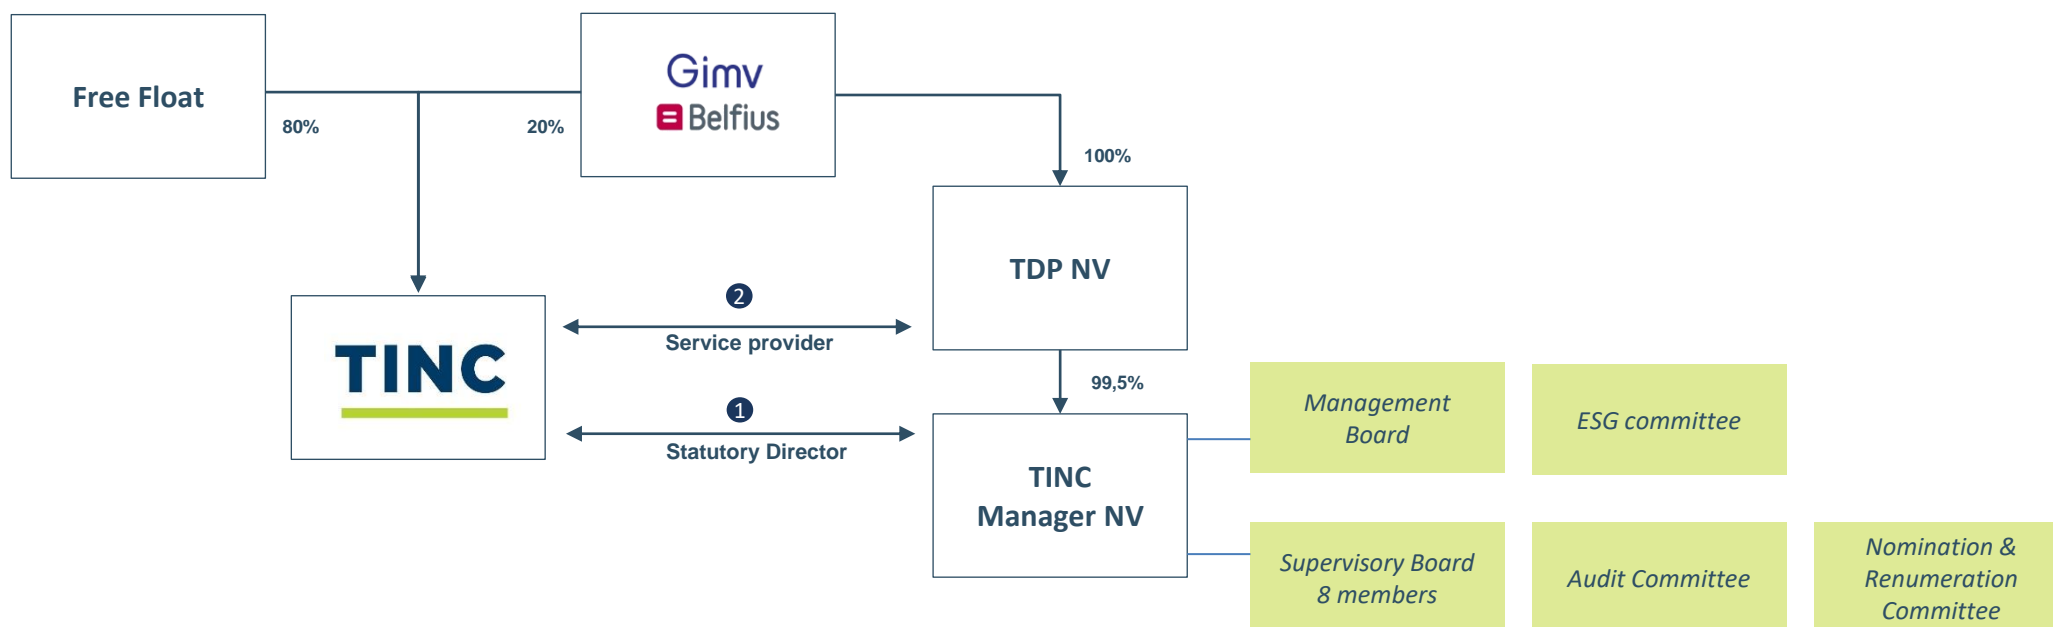 Free Float
80%
20%
Gimv
Belfius
100%
TDP NV
2
Service provider
TINC
99,5%
1
Statutory Director
TINC
Manager NV
Management
Board
ESG committee
Supervisory Board
8 members
Audit Committee
Nomination &
Renumeration
Committee